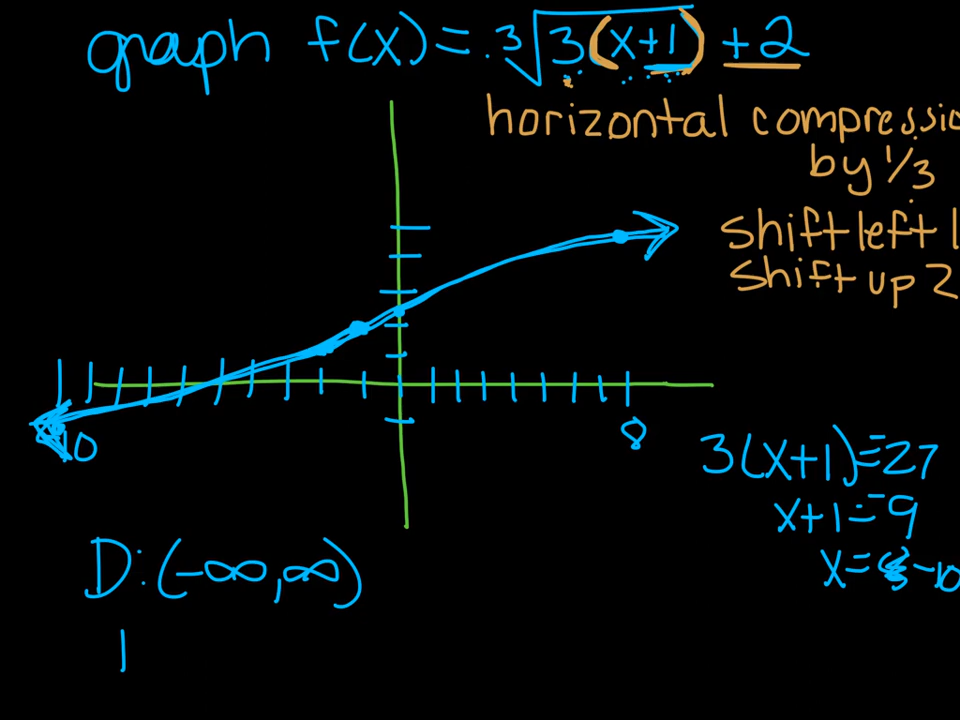 graph f(x) = ∛3(x+1) +2
horizontal compressio
by 1/3
shift left 1
shift up 2
10
8
3(x+1)=-27
x+1=-9
x= -10
D: (-∞, ∞)